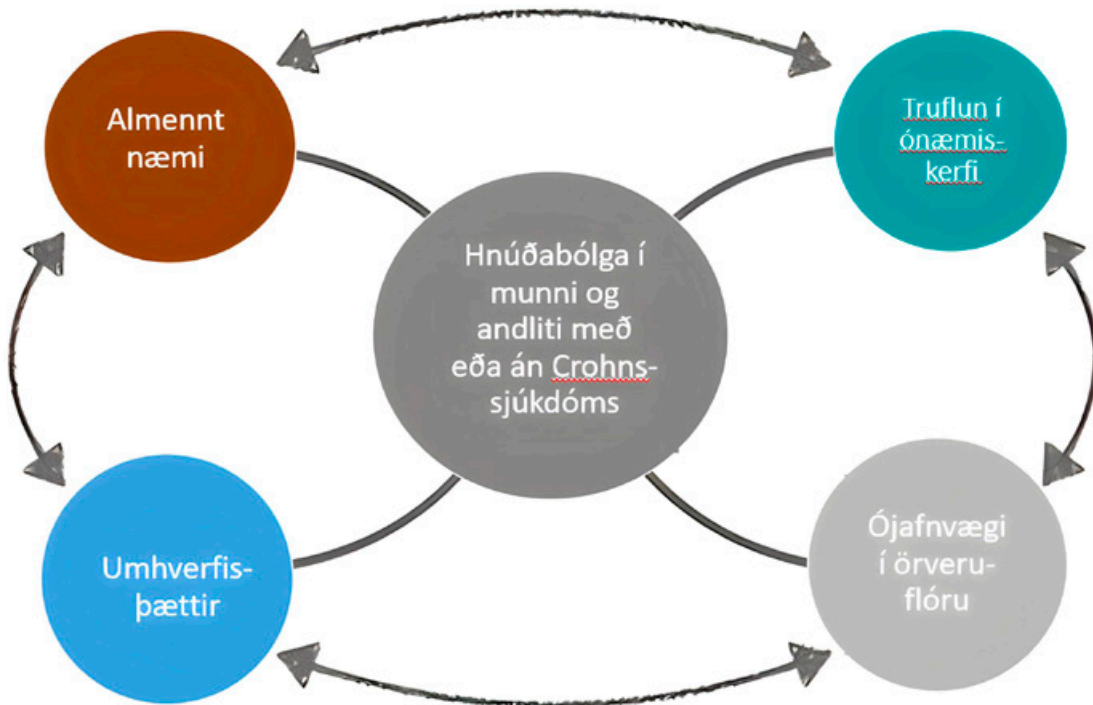 Almennt
næmi
Truflun í
ónæmis-
kerfi
Hnúðabólga í
munni og
andliti með
eða án Crohns-
sjúkdóms
Umhverfis-
þættir
Ójafnvægi
í örveru-
flóru